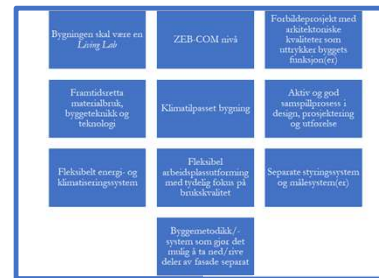 Bygningen skal være en
Living Lab
ZEB-COM nivå
Forbildeprosjekt med
arkitektoniske
kvaliteter som
uttrykker byggets
funksjon(er)
Framtidsretta
materialbruk,
byggeteknikk og
teknologi
Klimatilpasset bygning
Aktiv og god
samspillprosess i
design, prosjektering
og utførelse
Fleksibelt energi- og
klimatiseringssystem
Fleksibel
arbeidsplassutforming
med tydelig fokus på
brukskvalitet
Separate styringssystem
og målesystem(er)
Byggemetodikk/-
system som gjør det
mulig å ta ned/rive
deler av fasade separat